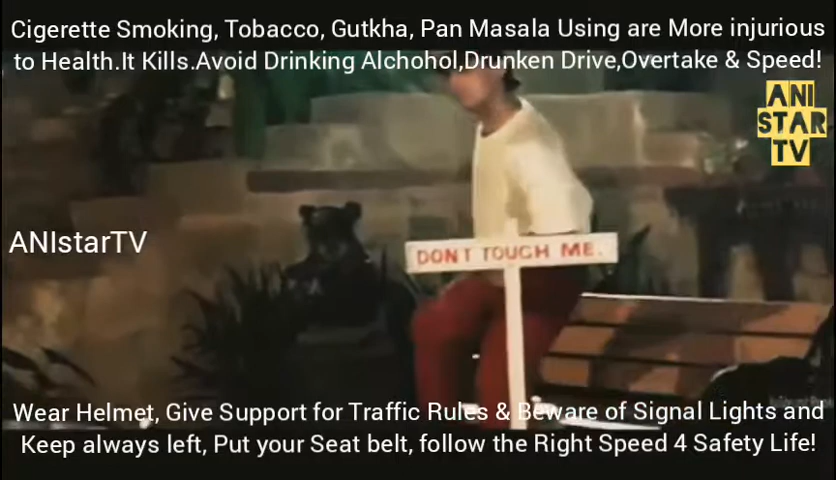 Cigerette Smoking, Tobacco, Gutkha, Pan Masala Using are More injurious
to Health.It Kills.Avoid Drinking Alchohol,Drunken Drive,Overtake & Speed!
ANI
STAR
TV
ANIstarTV
DON'T TOUCH ME.
Wear Helmet, Give Support for Traffic Rules & Beware of Signal Lights and
Keep always left, Put your Seat belt, follow the Right Speed 4 Safety Life!